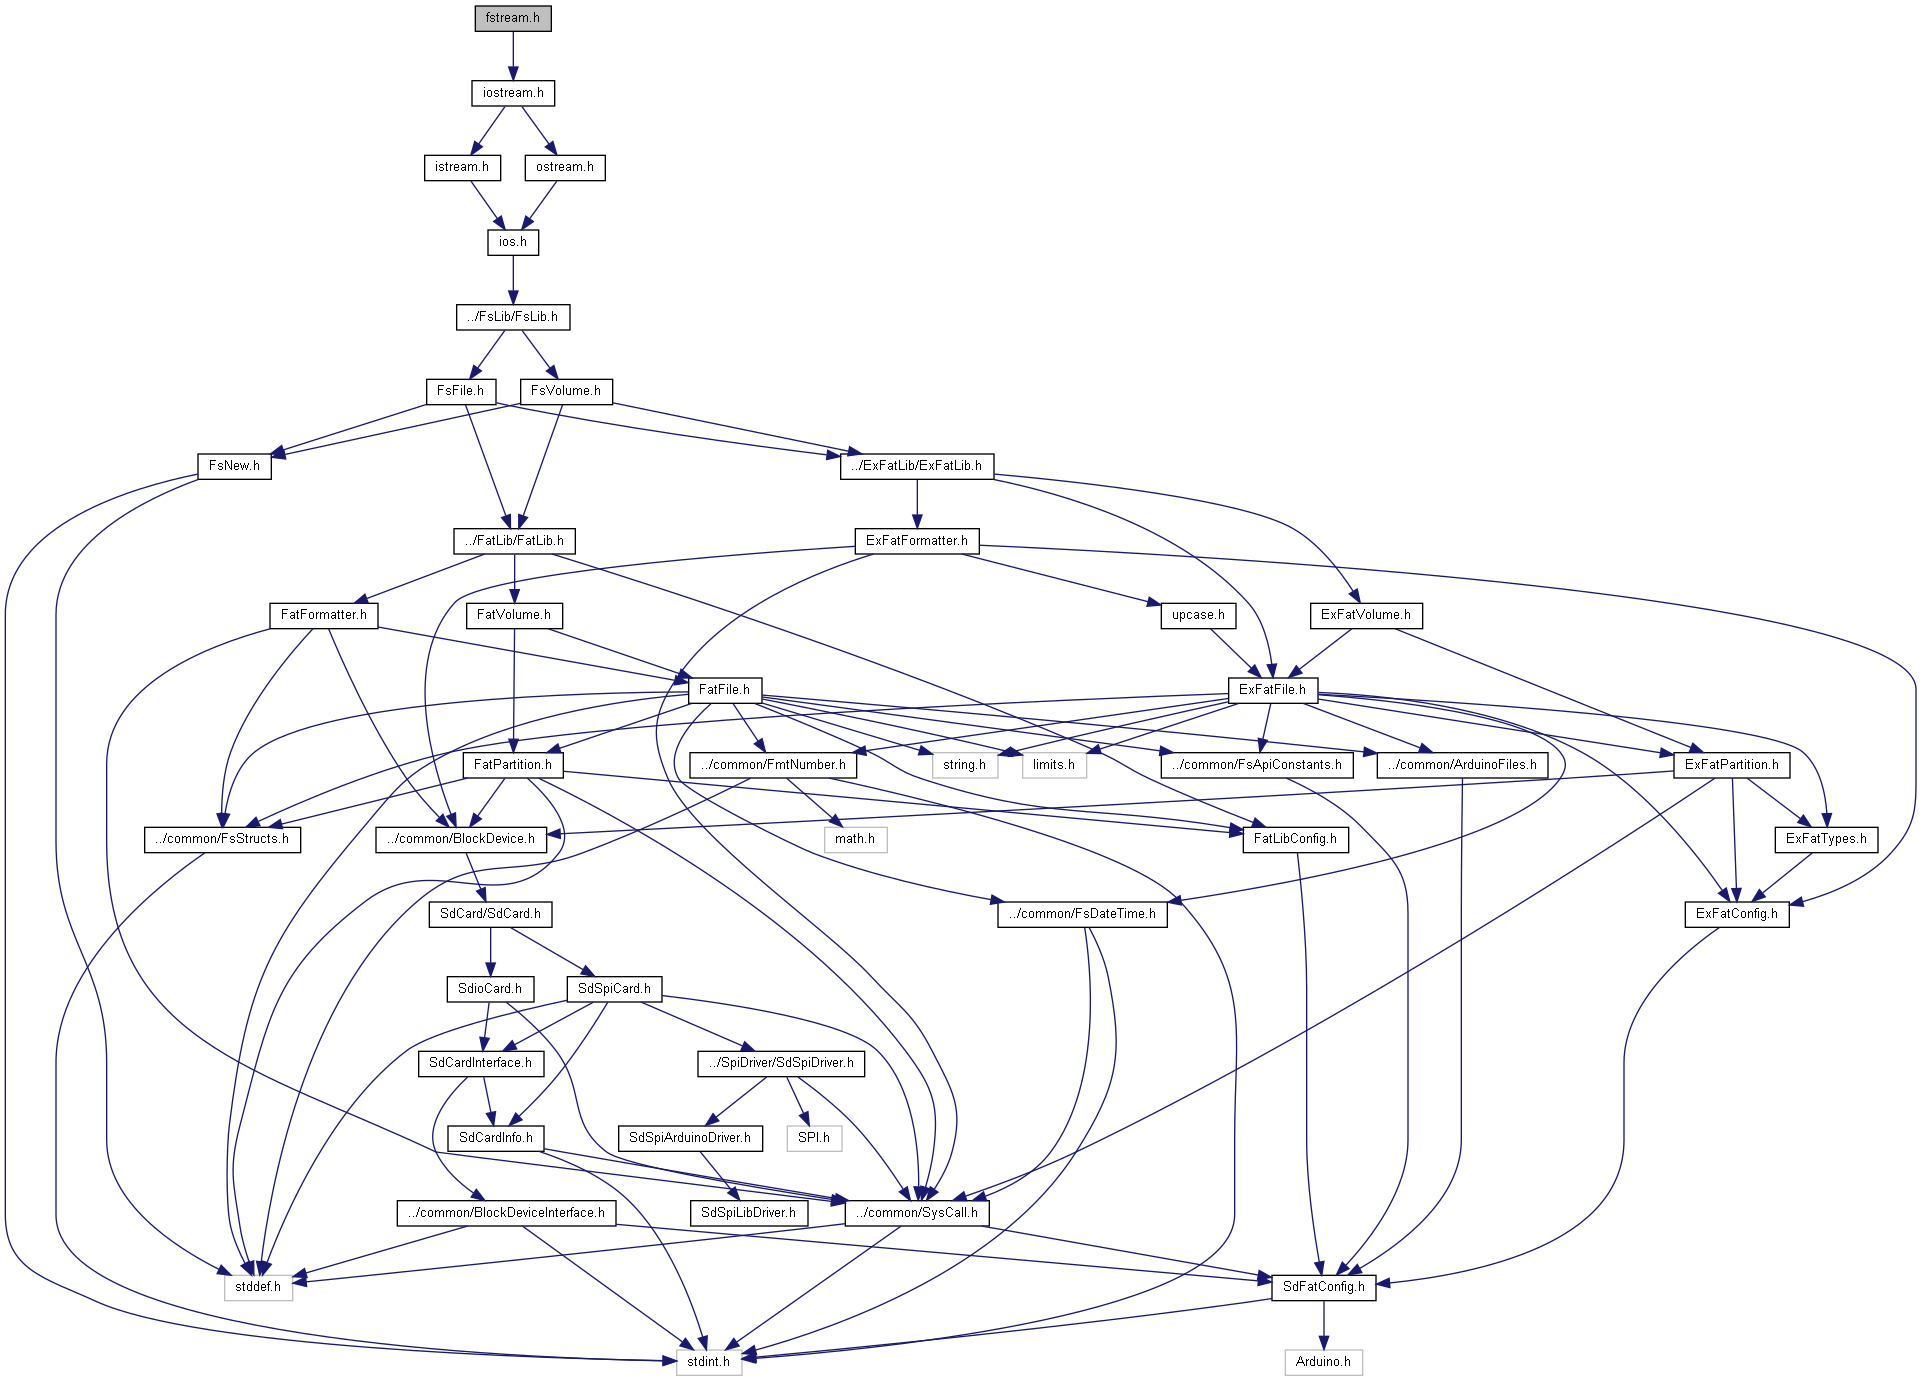 fstream.h
iostream.h
istream.h
ostream.h
ios.h
../FsLib/FsLib.h
FsFile.h
FsVolume.h
FsNew.h
../ExFatLib/ExFatLib.h
../FatLib/FatLib.h
ExFatFormatter.h
FatFormatter.h
FatVolume.h
upcase.h
ExFatVolume.h
FatFile.h
ExFatFile.h
FatPartition.h
../common/FmtNumber.h
string.h
limits.h
../common/FsApiConstants.h
../common/ArduinoFiles.h
ExFatPartition.h
../common/FsStructs.h
../common/BlockDevice.h
math.h
FatLibConfig.h
ExFatTypes.h
SdCard/SdCard.h
../common/FsDateTime.h
ExFatConfig.h
SdioCard.h
SdSpiCard.h
SdCardInterface.h
../SpiDriver/SdSpiDriver.h
SdCardInfo.h
SdSpiArduinoDriver.h
SPI.h
../common/BlockDeviceInterface.h
SdSpiLibDriver.h
../common/SysCall.h
stddef.h
SdFatConfig.h
stdint.h
Arduino.h